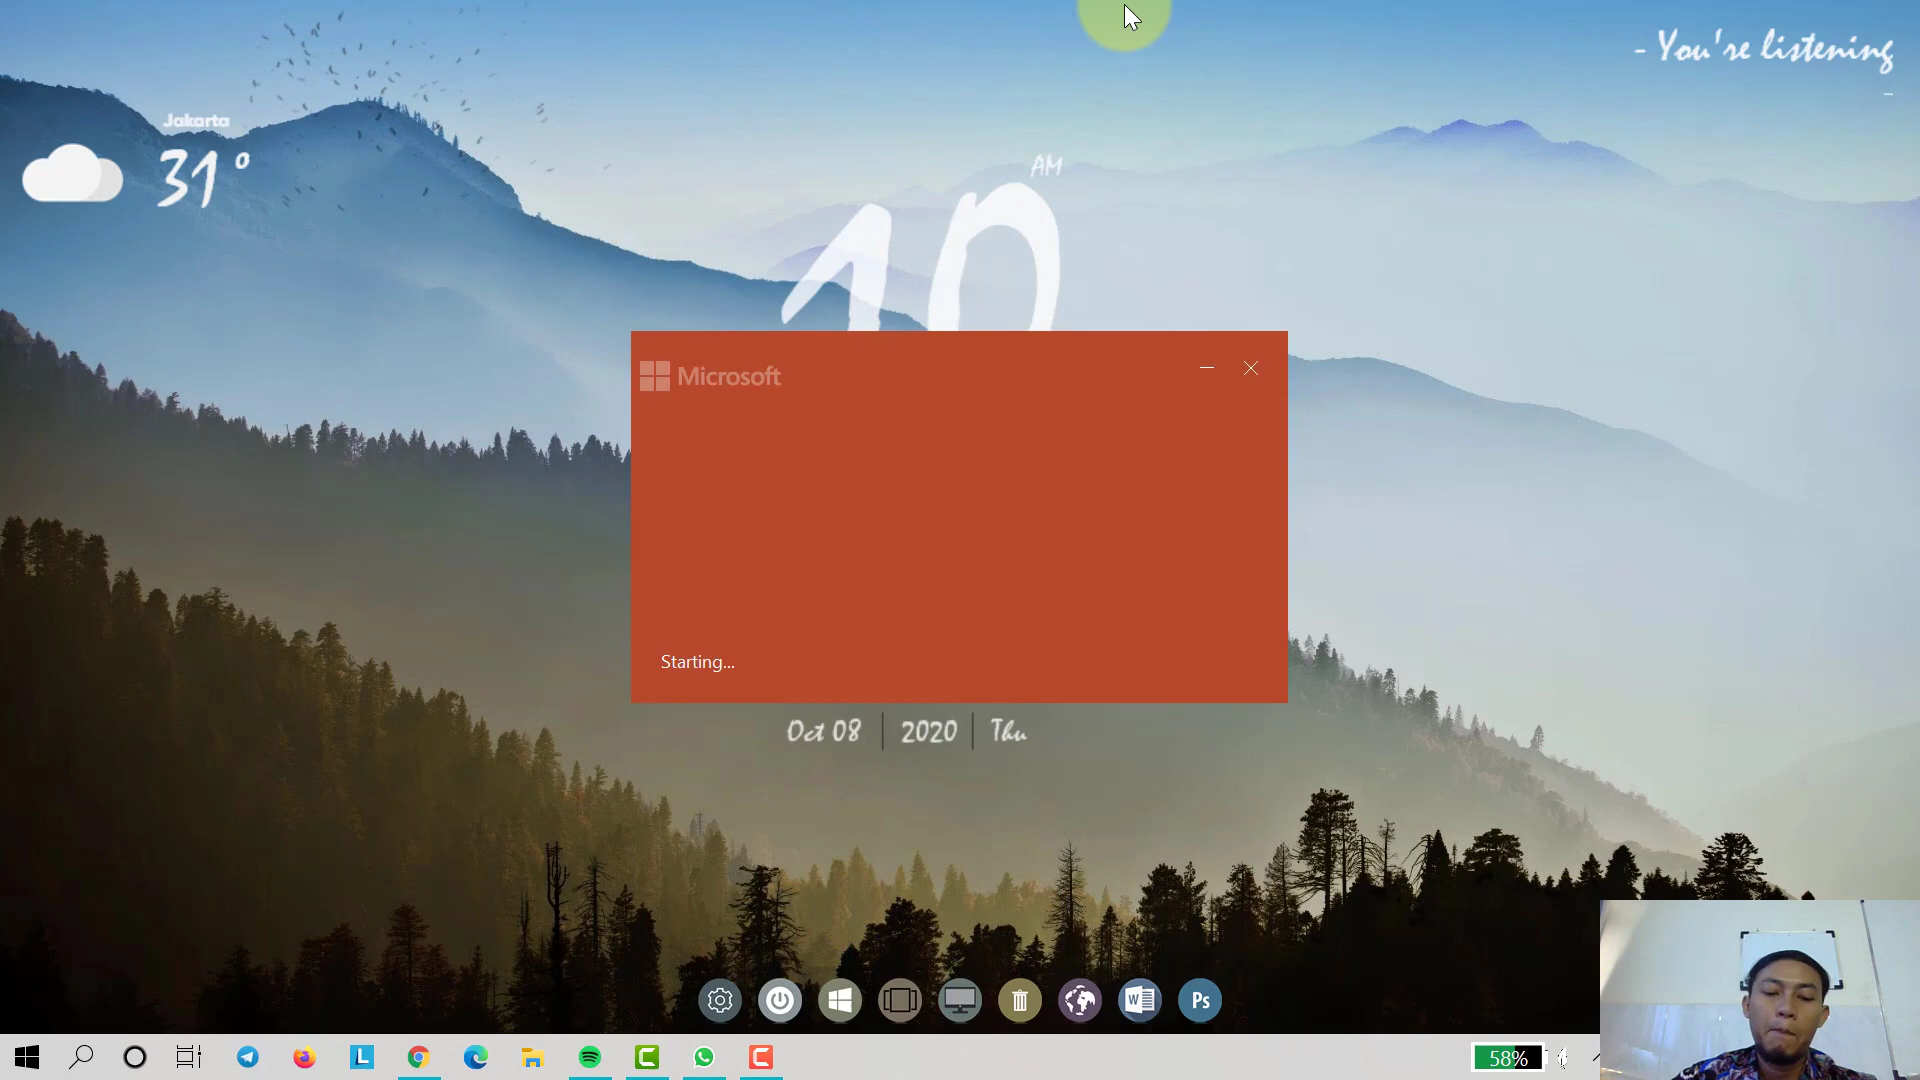 - You're listening
-
Jakarta
31°
AM
10
Microsoft
Starting...
Oct 08 | 2020 | Thu
W
Ps
L
C
C
58%